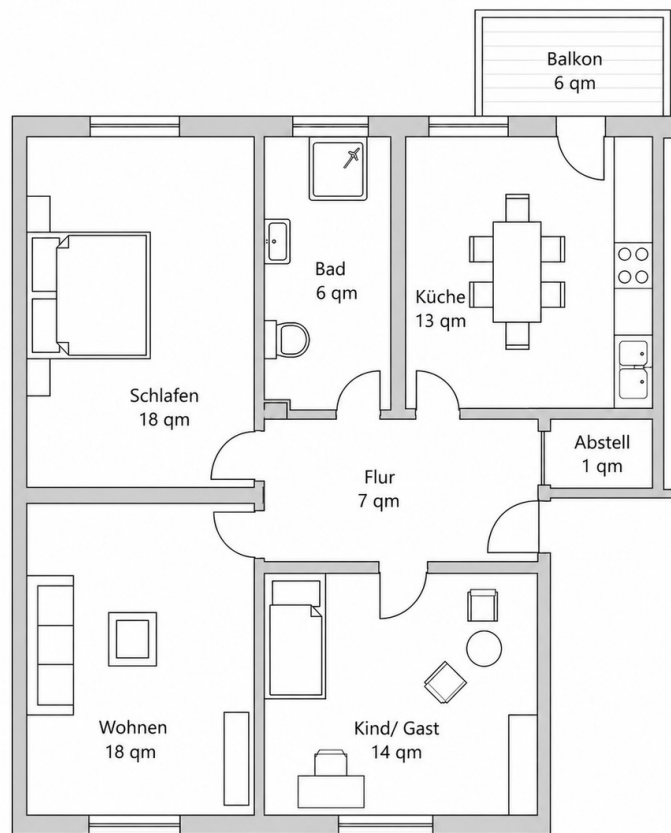 Balkon
6 qm
Bad
6 qm
Küche
13 qm
Schlafen
18 qm
Abstell
1 qm
Flur
7 qm
Wohnen
18 qm
Kind/ Gast
14 qm